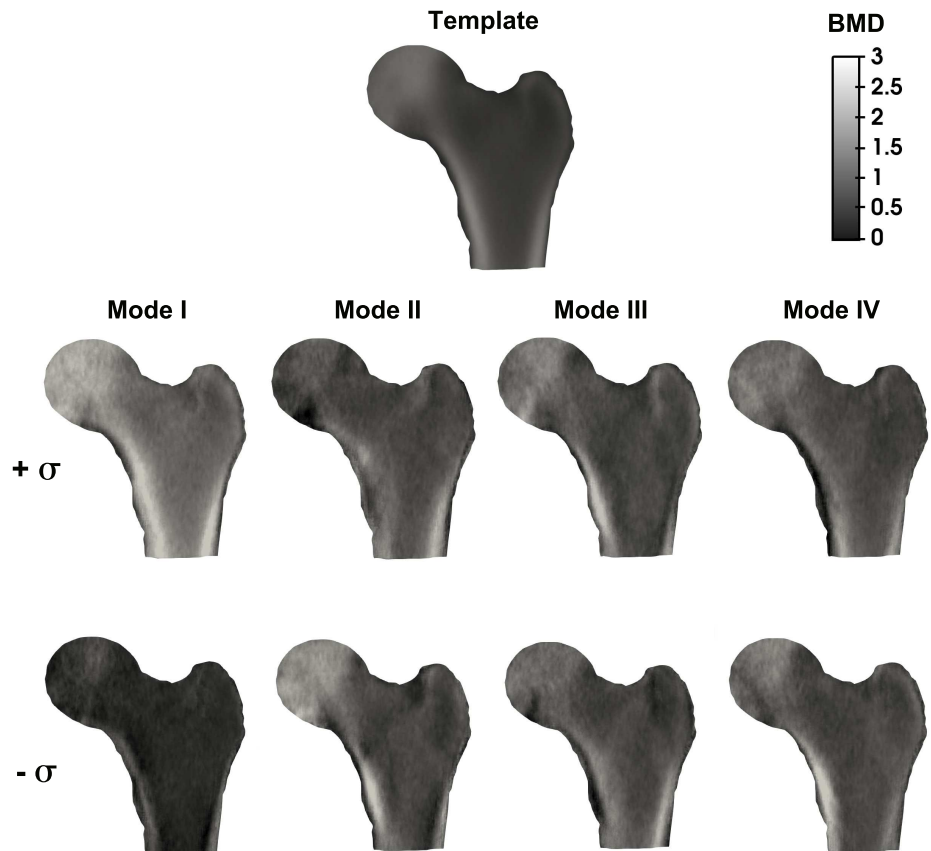 Template
BMD
3
2.5
2
1.5
1
0.5
0
Mode I Mode II Mode III Mode IV
+ σ
- σ